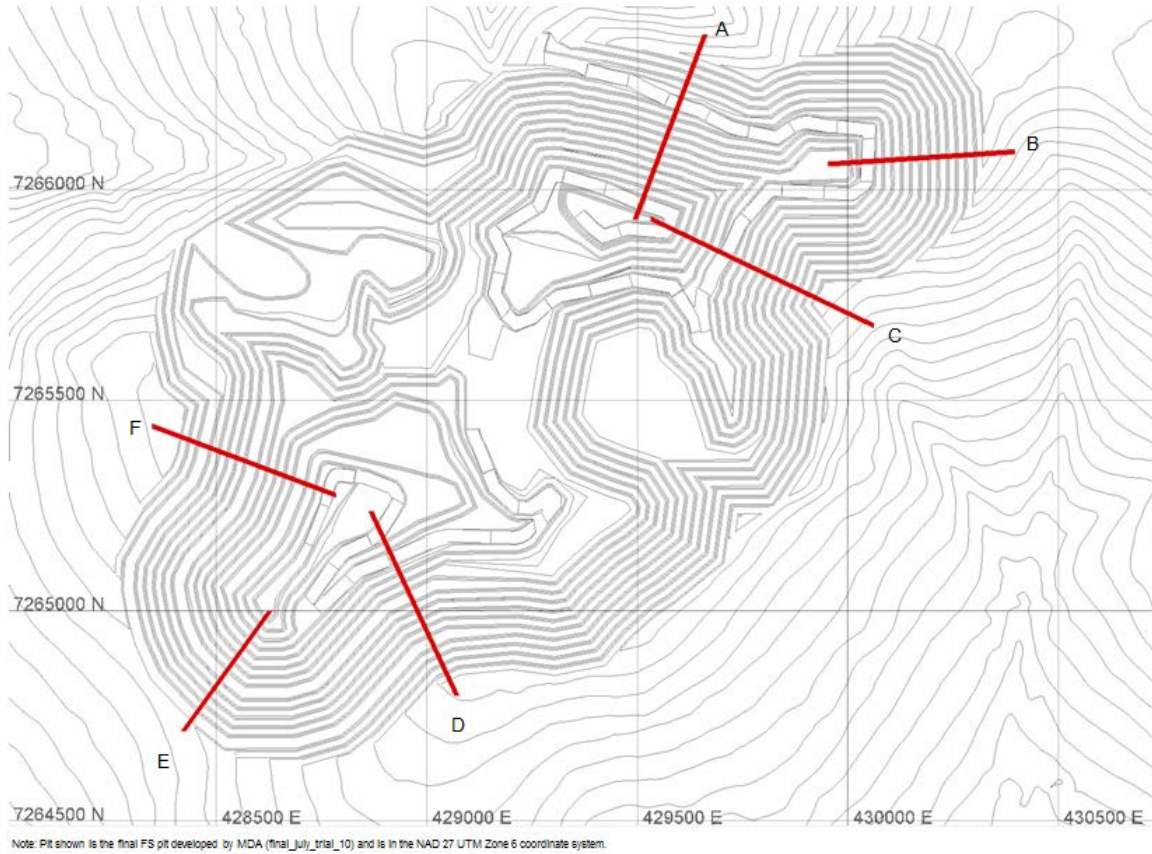 A
B
7266000 N
C
7265500 N
F
7265000 N
D
E
7264500 N
428500 E
429000 E
429500 E
430000 E
430500 E
Note: Pit shown is the final FS pit developed by MDA (final_july_trial_10) and is in the NAD 27 UTM Zone 6 coordinate system.